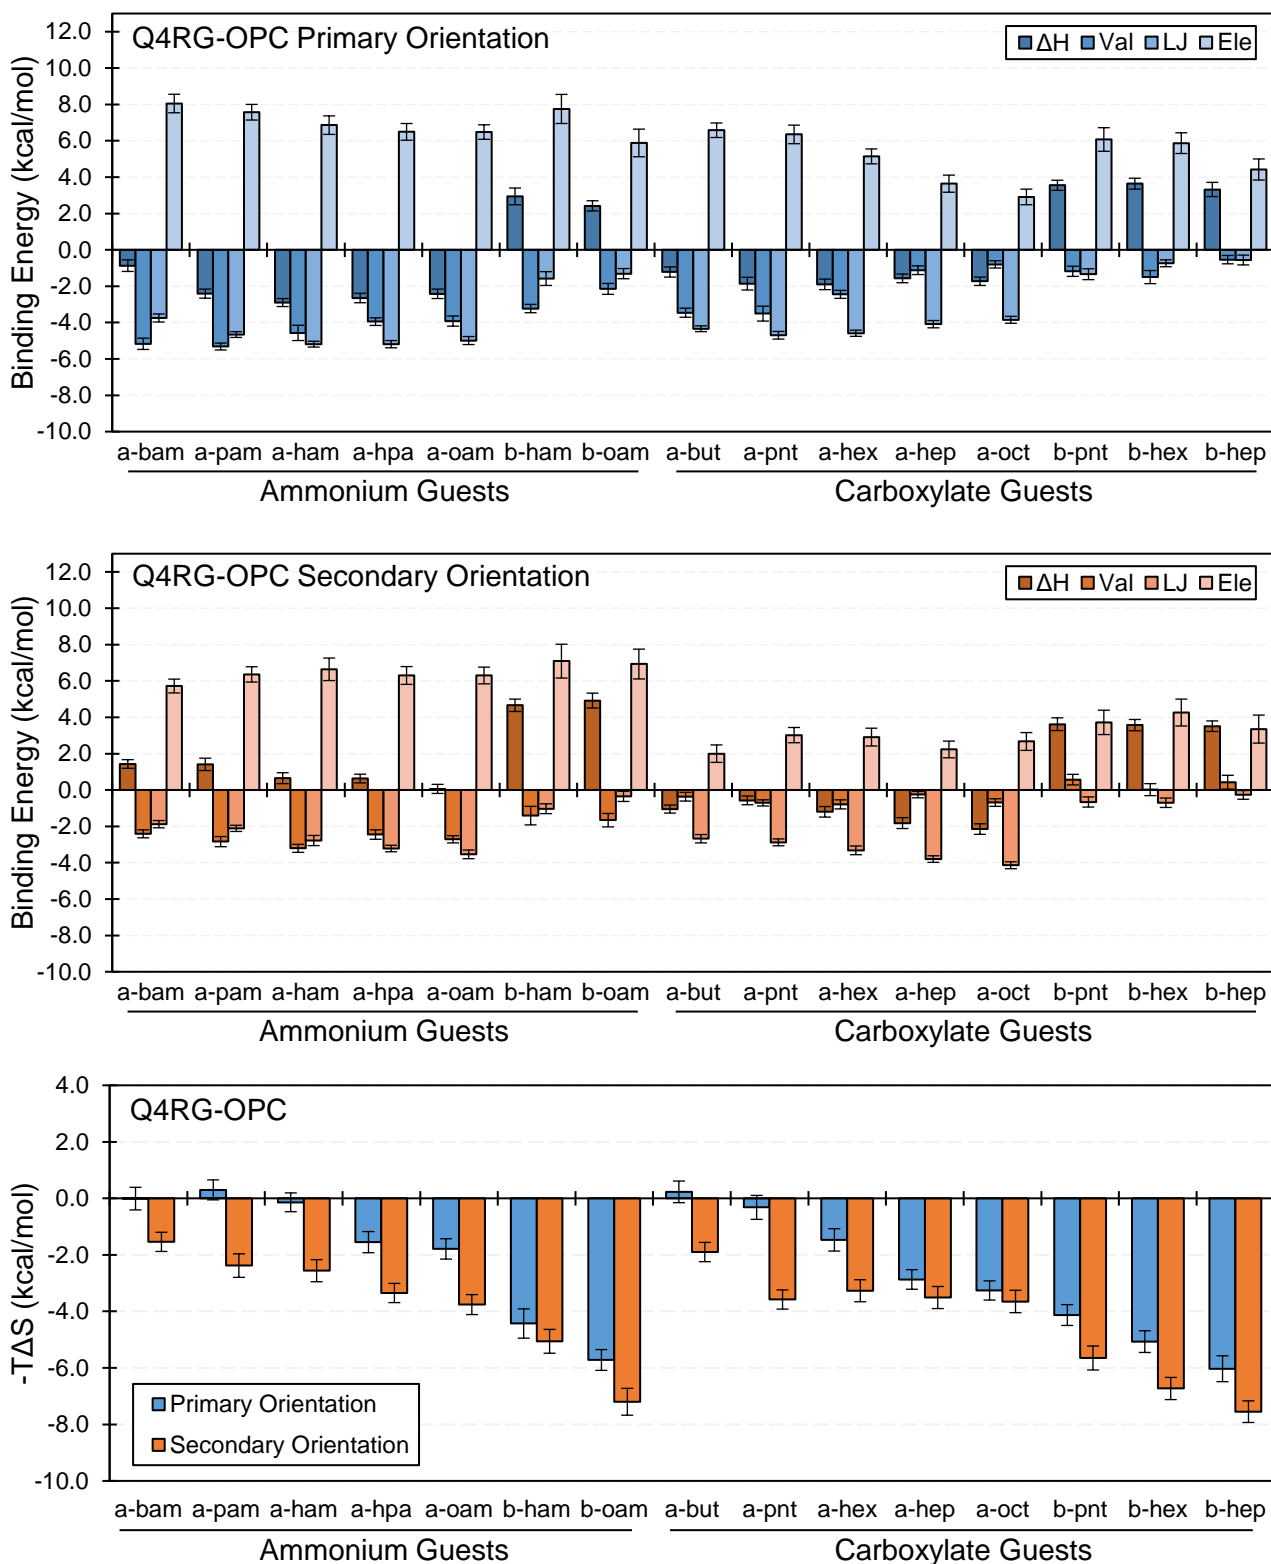 Q4RG-OPC Primary Orientation
ΔH Val LJ Ele
Binding Energy (kcal/mol)
12.0
10.0
8.0
6.0
4.0
2.0
0.0
-2.0
-4.0
-6.0
-8.0
-10.0
a-bam a-pam a-ham a-hpa a-oam b-ham b-oam a-but a-pnt a-hex a-hep a-oct b-pnt b-hex b-hep
Ammonium Guests Carboxylate Guests
Q4RG-OPC Secondary Orientation
ΔH Val LJ Ele
Binding Energy (kcal/mol)
12.0
10.0
8.0
6.0
4.0
2.0
0.0
-2.0
-4.0
-6.0
-8.0
-10.0
a-bam a-pam a-ham a-hpa a-oam b-ham b-oam a-but a-pnt a-hex a-hep a-oct b-pnt b-hex b-hep
Ammonium Guests Carboxylate Guests
Q4RG-OPC
-TΔS (kcal/mol)
4.0
2.0
0.0
-2.0
-4.0
-6.0
-8.0
-10.0
Primary Orientation
Secondary Orientation
a-bam a-pam a-ham a-hpa a-oam b-ham b-oam a-but a-pnt a-hex a-hep a-oct b-pnt b-hex b-hep
Ammonium Guests Carboxylate Guests